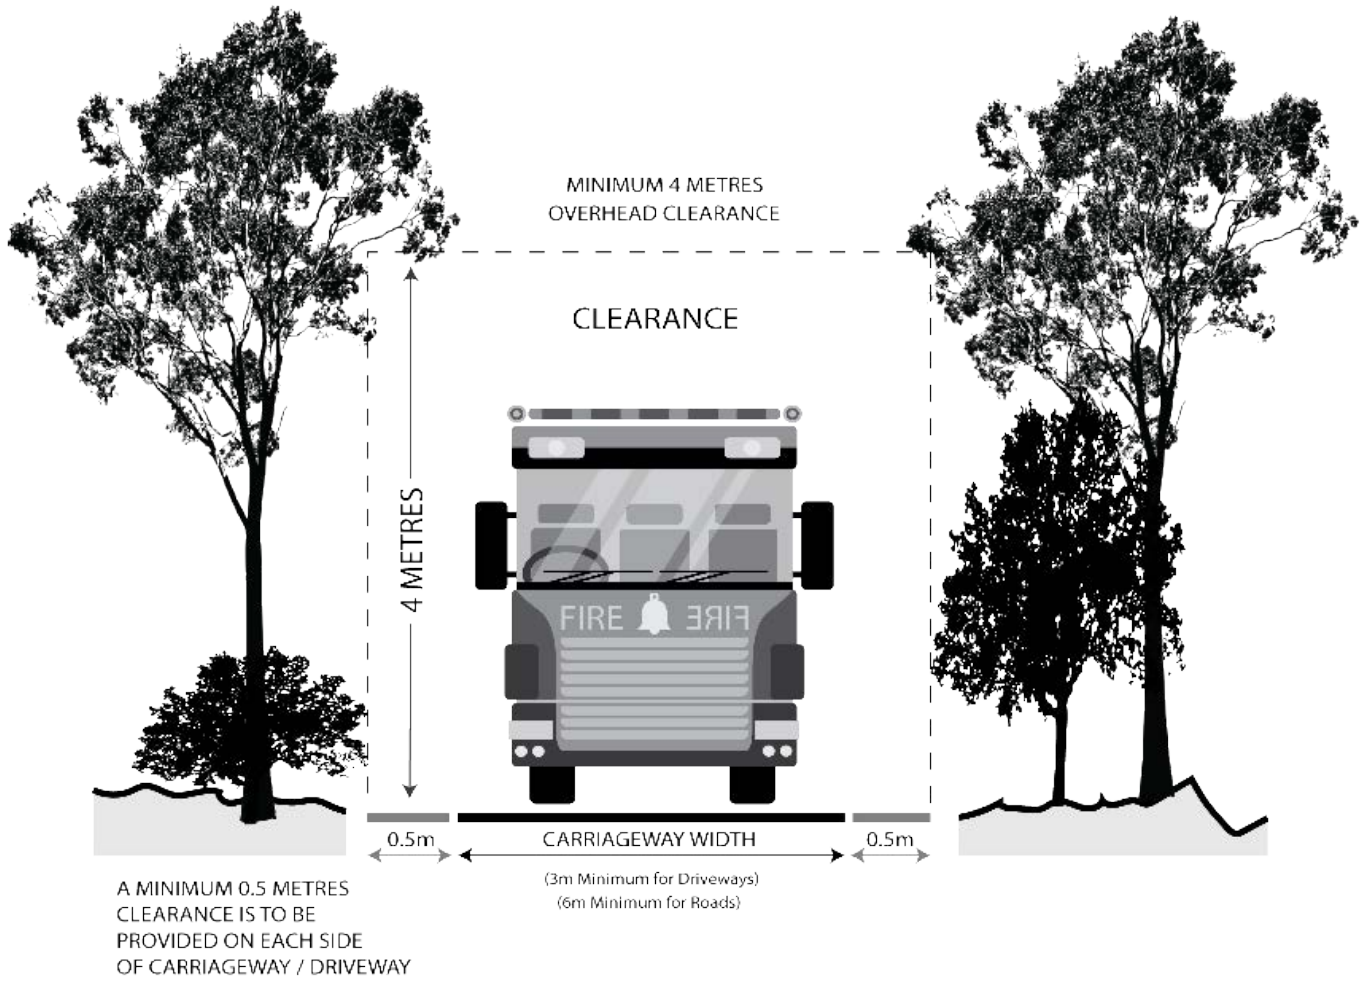 MINIMUM 4 METRES
OVERHEAD CLEARANCE
CLEARANCE
4 METRES
FIRE FIRE
0.5m
CARRIAGEWAY WIDTH
0.5m
(3m Minimum for Driveways)
(6m Minimum for Roads)
A MINIMUM 0.5 METRES
CLEARANCE IS TO BE
PROVIDED ON EACH SIDE
OF CARRIAGEWAY / DRIVEWAY